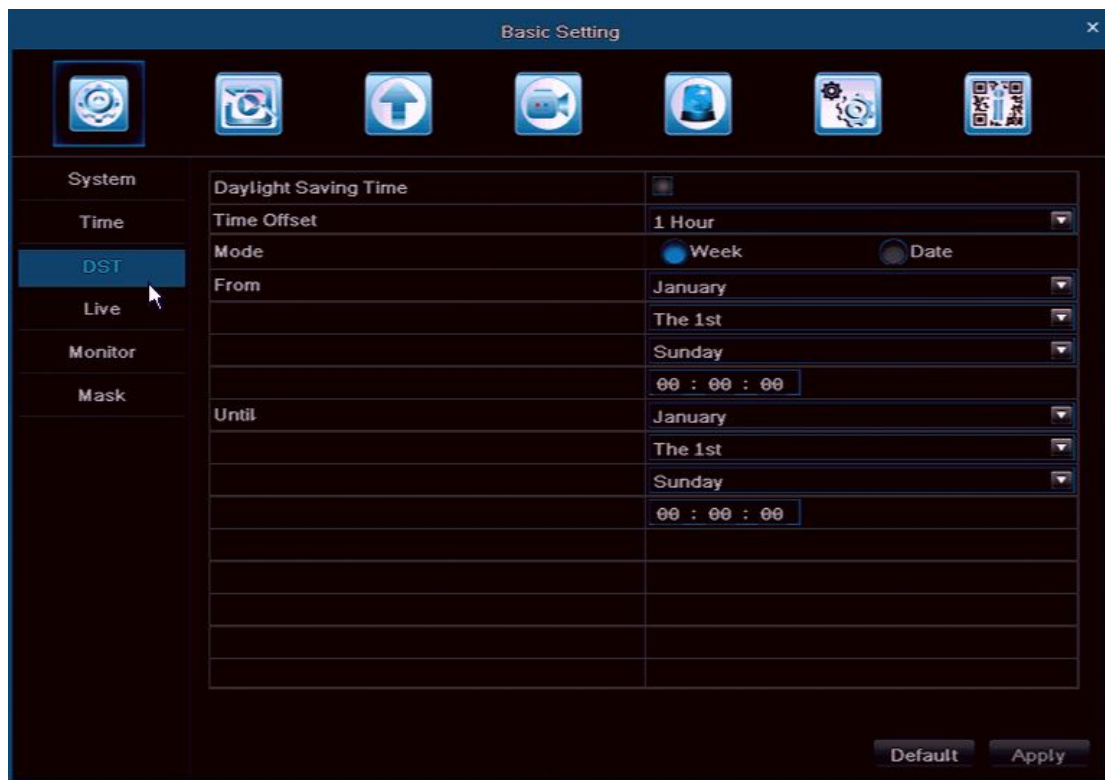 Basic Setting
System
Time
DST
Live
Monitor
Mask
Daylight Saving Time
Time Offset 1 Hour
Mode Week Date
From January
The 1st
Sunday
00 : 00 : 00
Until January
The 1st
Sunday
00 : 00 : 00
Default Apply